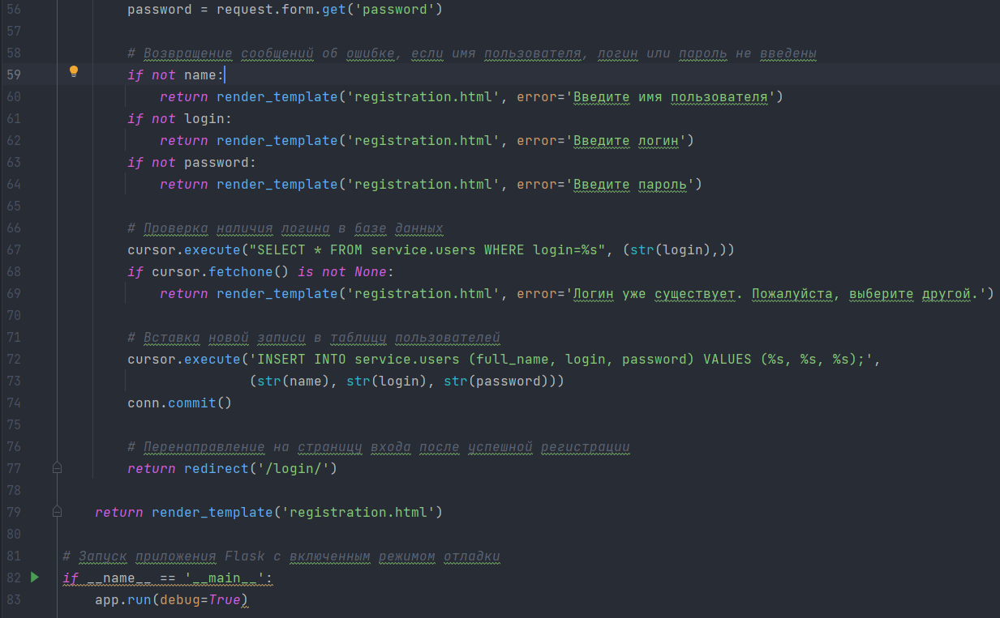 56 password = request.form.get('password')
57
58 # Возвращение сообщений об ошибке, если имя пользователя, логин или пароль не введены
59 if not name:
60 return render_template('registration.html', error='Введите имя пользователя')
61 if not login:
62 return render_template('registration.html', error='Введите логин')
63 if not password:
64 return render_template('registration.html', error='Введите пароль')
65
66 # Проверка наличия логина в базе данных
67 cursor.execute("SELECT * FROM service.users WHERE login=%s", (str(login),))
68 if cursor.fetchone() is not None:
69 return render_template('registration.html', error='Логин уже существует. Пожалуйста, выберите другой.')
70
71 # Вставка новой записи в таблицу пользователей
72 cursor.execute('INSERT INTO service.users (full_name, login, password) VALUES (%s, %s, %s);',
73 (str(name), str(login), str(password)))
74 conn.commit()
75
76 # Перенаправление на страницу входа после успешной регистрации
77 return redirect('/login/')
78
79 return render_template('registration.html')
80
81 # Запуск приложения Flask с включенным режимом отладки
82 if __name__ == '__main__':
83 app.run(debug=True)